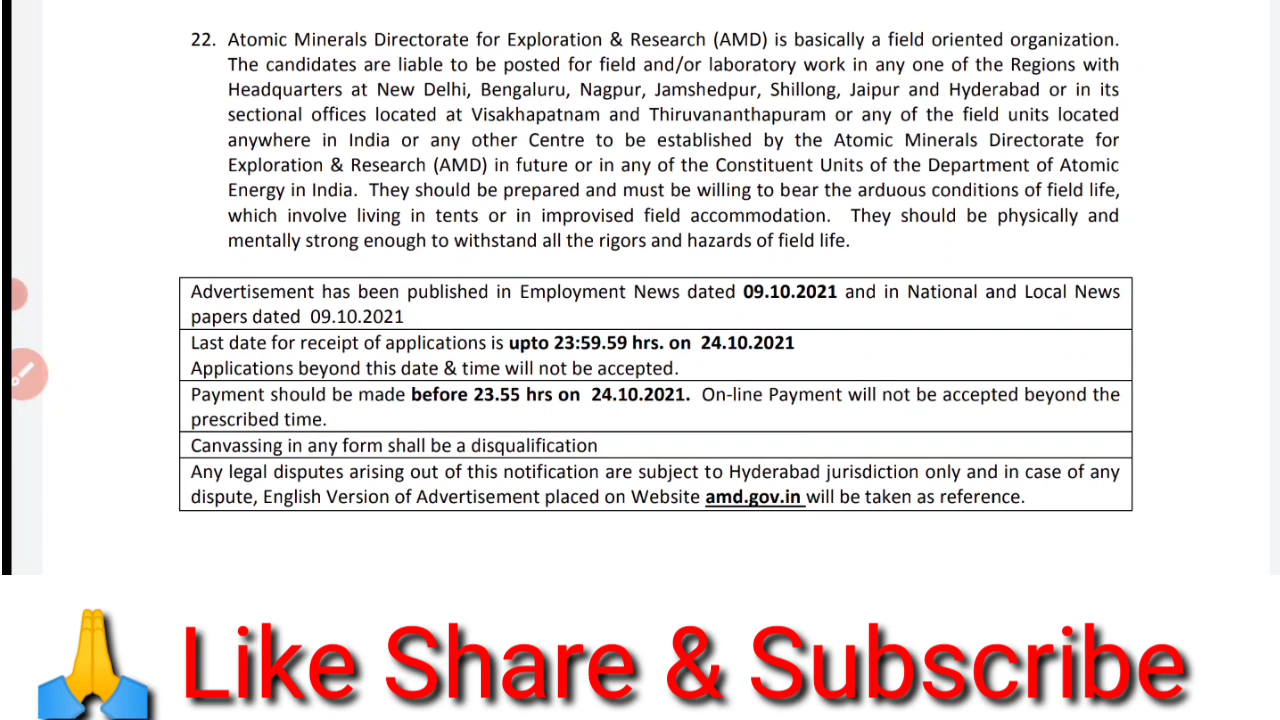 22. Atomic Minerals Directorate for Exploration & Research (AMD) is basically a field oriented organization.
The candidates are liable to be posted for field and/or laboratory work in any one of the Regions with
Headquarters at New Delhi, Bengaluru, Nagpur, Jamshedpur, Shillong, Jaipur and Hyderabad or in its
sectional offices located at Visakhapatnam and Thiruvananthapuram or any of the field units located
anywhere in India or any other Centre to be established by the Atomic Minerals Directorate for
Exploration & Research (AMD) in future or in any of the Constituent Units of the Department of Atomic
Energy in India. They should be prepared and must be willing to bear the arduous conditions of field life,
which involve living in tents or in improvised field accommodation. They should be physically and
mentally strong enough to withstand all the rigors and hazards of field life.
Advertisement has been published in Employment News dated 09.10.2021 and in National and Local News
papers dated 09.10.2021
Last date for receipt of applications is upto 23:59.59 hrs. on 24.10.2021
Applications beyond this date & time will not be accepted.
Payment should be made before 23.55 hrs on 24.10.2021. On-line Payment will not be accepted beyond the
prescribed time.
Canvassing in any form shall be a disqualification
Any legal disputes arising out of this notification are subject to Hyderabad jurisdiction only and in case of any
dispute, English Version of Advertisement placed on Website amd.gov.in will be taken as reference.
Like Share & Subscribe